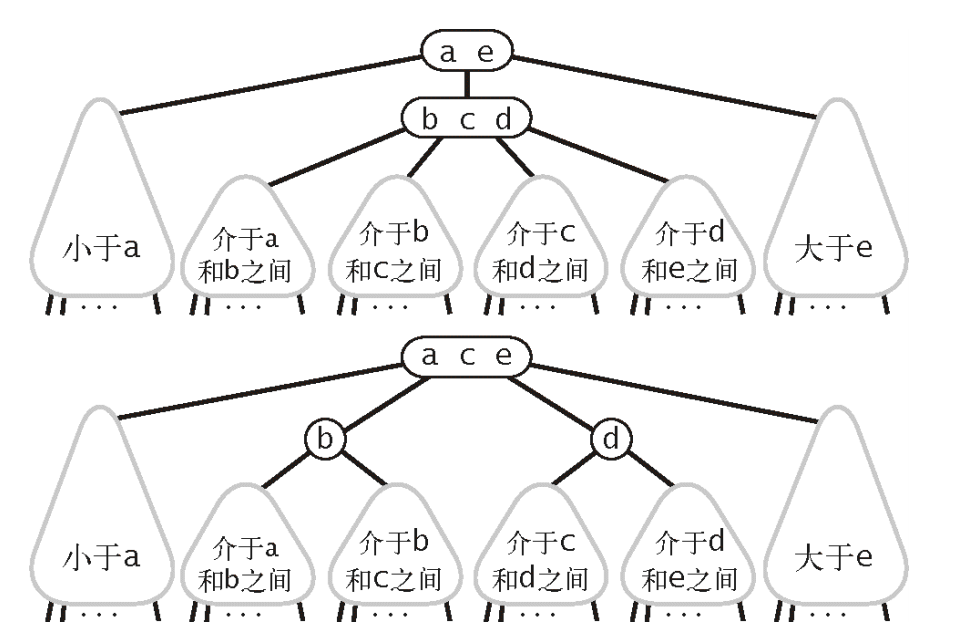 a e
b c d
小于a
介于a
和b之间
介于b
和c之间
介于c
和d之间
介于d
和e之间
大于e
... ... ... ... ... ...
a c e
b d
小于a
介于a
和b之间
介于b
和c之间
介于c
和d之间
介于d
和e之间
大于e
... ... ... ... ... ...